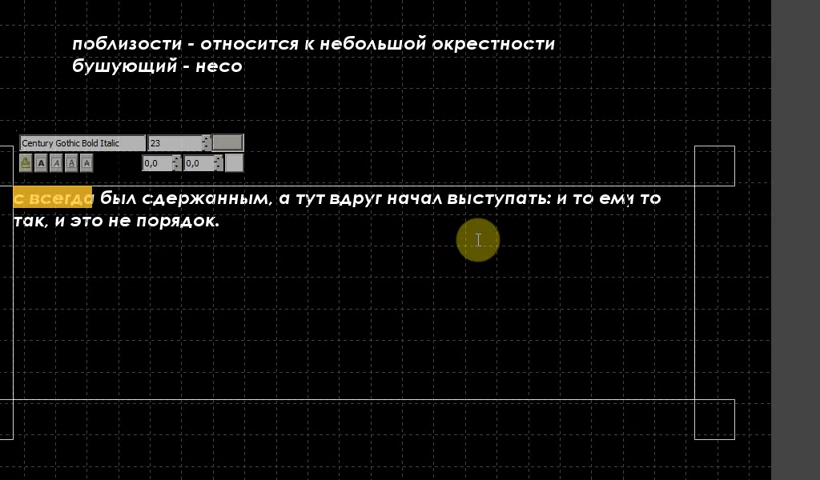 поблизости - относится к небольшой окрестности
бушующий - несо
Century Gothic Bold Italic
23
A A A A
0,0
0,0
с всегда был сдержанным, а тут вдруг начал выступать: и то ему то
так, и это не порядок.